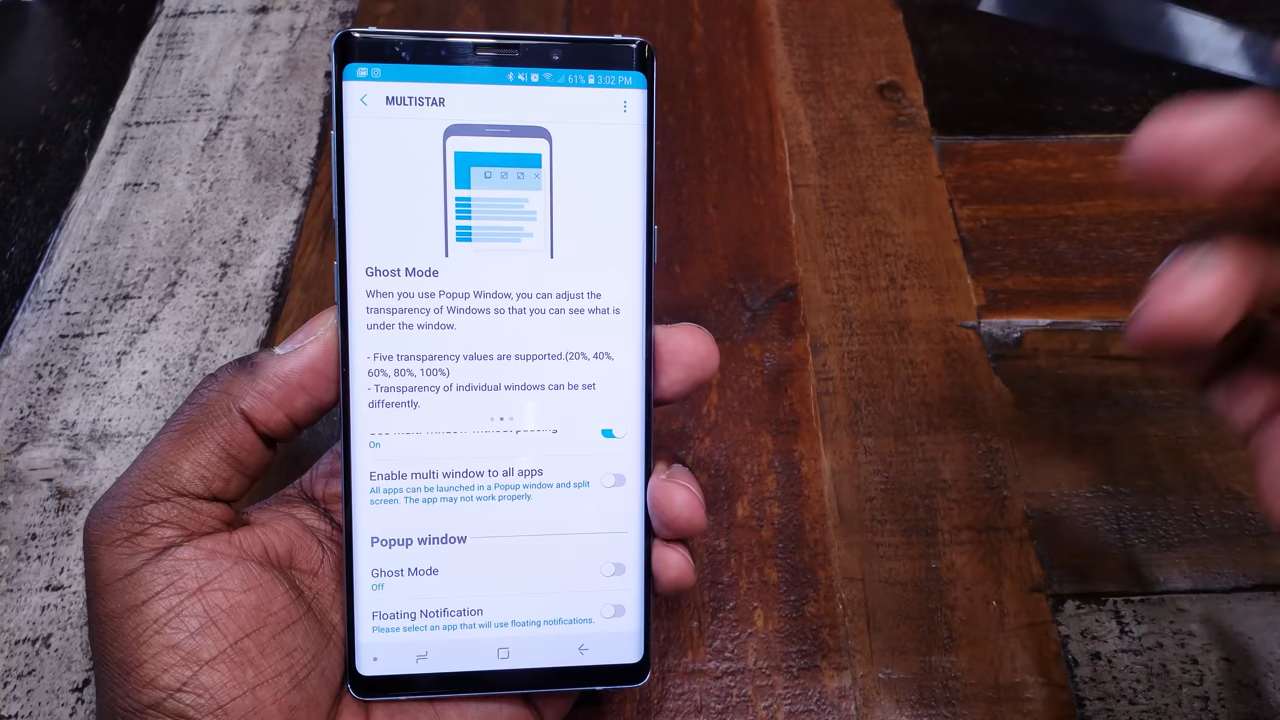 61% 3:02 PM
MULTISTAR
Ghost Mode
When you use Popup Window, you can adjust the
transparency of Windows so that you can see what is
under the window.
- Five transparency values are supported.(20%, 40%,
60%, 80%, 100%)
- Transparency of individual windows can be set
differently.
On
Enable multi window to all apps
All apps can be launched in a Popup window and split
screen. The app may not work properly.
Popup window
Ghost Mode
Off
Floating Notification
Please select an app that will use floating notifications.